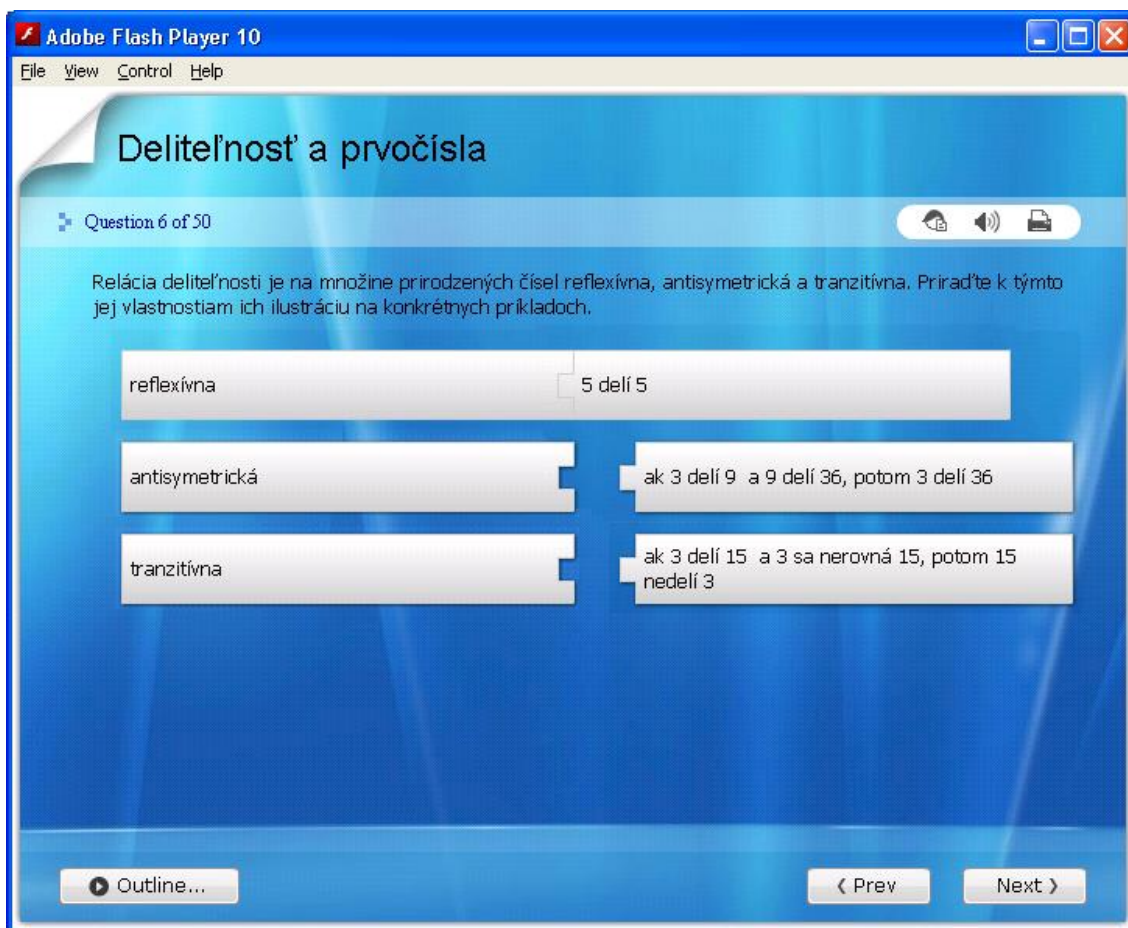 Adobe Flash Player 10
File View Control Help
Deliteľnosť a prvočísla
Question 6 of 50
Relácia deliteľnosti je na množine prirodzených čísel reflexívna, antisymetrická a tranzitívna. Priraďte k týmto
jej vlastnostiam ich ilustráciu na konkrétnych príkladoch.
reflexívna
5 delí 5
antisymetrická
ak 3 delí 9 a 9 delí 36, potom 3 delí 36
tranzitívna
ak 3 delí 15 a 3 sa nerovná 15, potom 15
nedelí 3
Outline...
Prev
Next